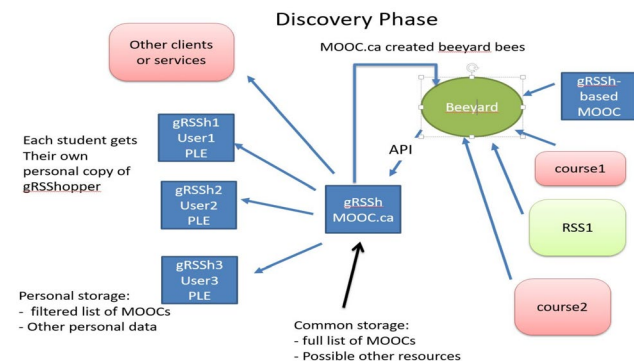 Discovery Phase
Other clients
or services
MOOC.ca created beeyard bees
Beeyard
gRSSh-
based
MOOC
gRSSh1
User1
PLE
Each student gets
Their own
personal copy of
gRSShopper
API
course1
gRSSh2
User2
PLE
gRSSh
MOOC.ca
RSS1
gRSSh3
User3
PLE
Personal storage:
- filtered list of MOOCs
- Other personal data
course2
Common storage:
- full list of MOOCs
- Possible other resources